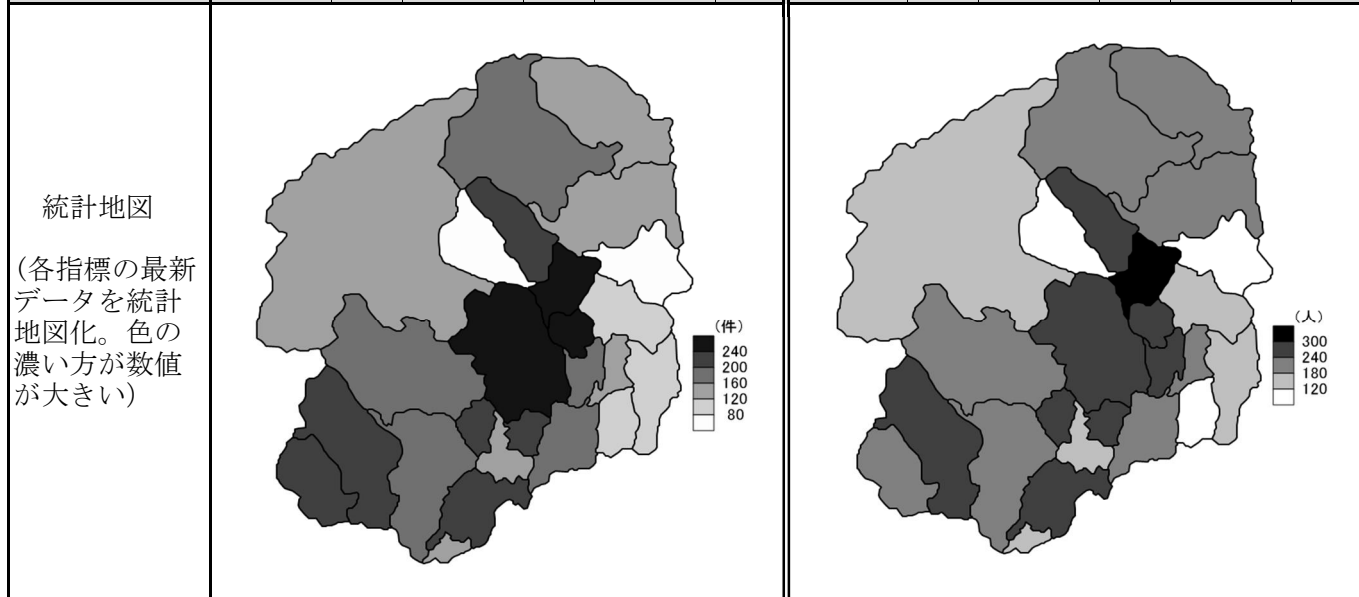 統計地図
(各指標の最新
データを統計
地図化。色の
濃い方が数値
が大きい)
(件)
240
200
160
120
80
(人)
300
240
180
120